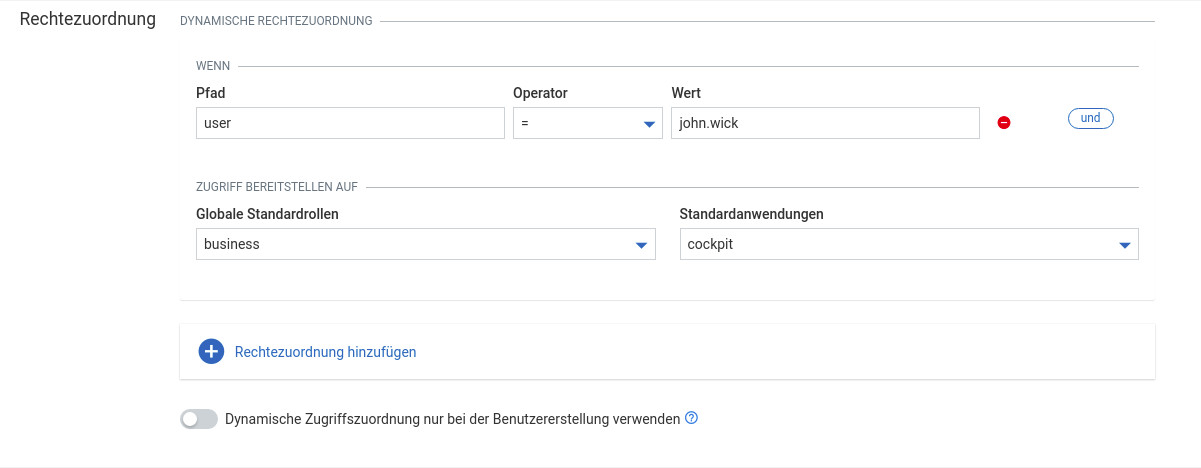 Rechtezuordnung
DYNAMISCHE RECHTEZUORDNUNG
WENN
Pfad Operator Wert
user = john.wick und
ZUGRIFF BEREITSTELLEN AUF
Globale Standardrollen Standardanwendungen
business cockpit
Rechtezuordnung hinzufügen
Dynamische Zugriffszuordnung nur bei der Benutzererstellung verwenden